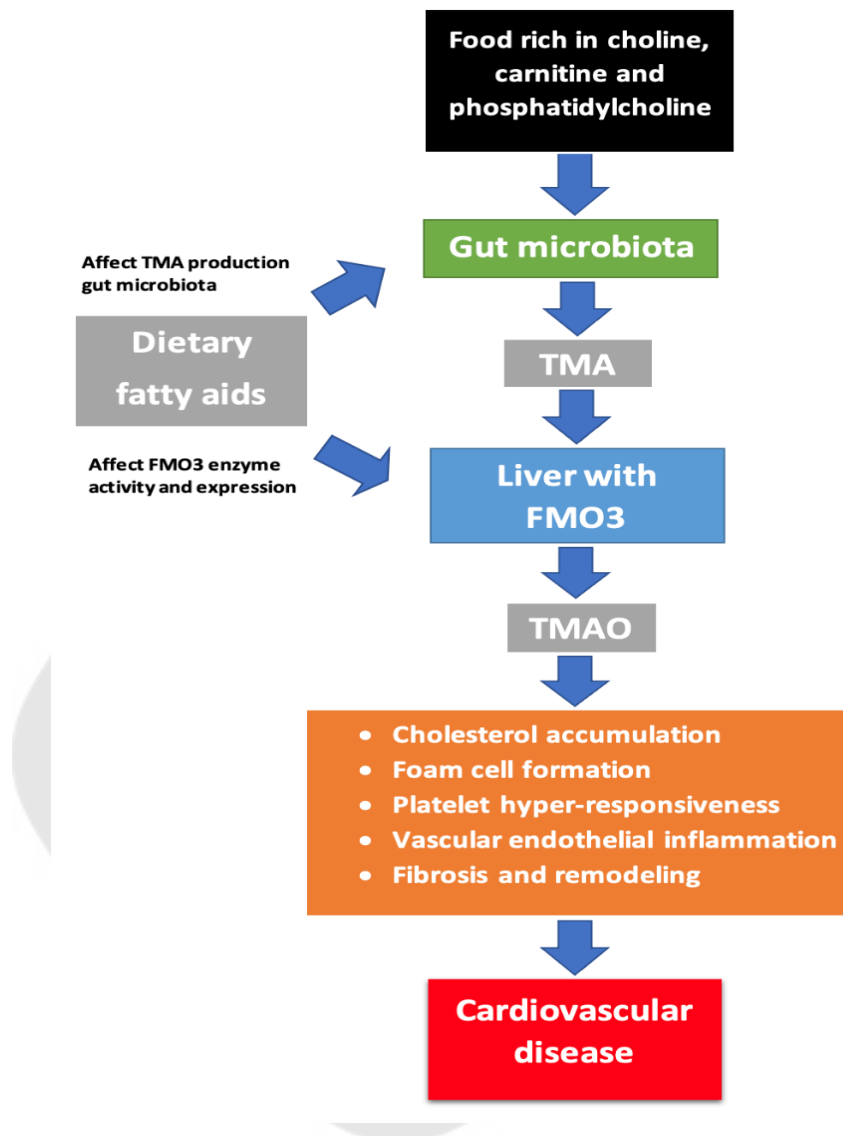 Food rich in choline,
carnitine and
phosphatidylcholine
Gut microbiota
Affect TMA production
gut microbiota
Dietary
fatty aids
TMA
Affect FMO3 enzyme
activity and expression
Liver with
FMO3
TMAO
• Cholesterol accumulation
• Foam cell formation
• Platelet hyper-responsiveness
• Vascular endothelial inflammation
• Fibrosis and remodeling
Cardiovascular
disease